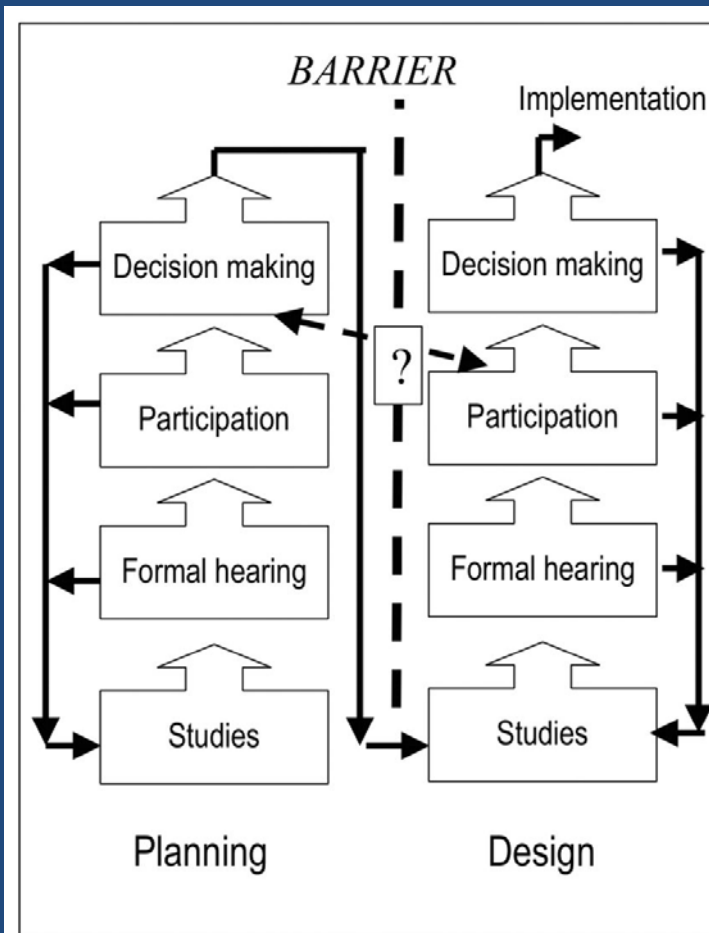 BARRIER
Implementation
Decision making
Decision making
?
Participation
Participation
Formal hearing
Formal hearing
Studies
Studies
Planning
Design